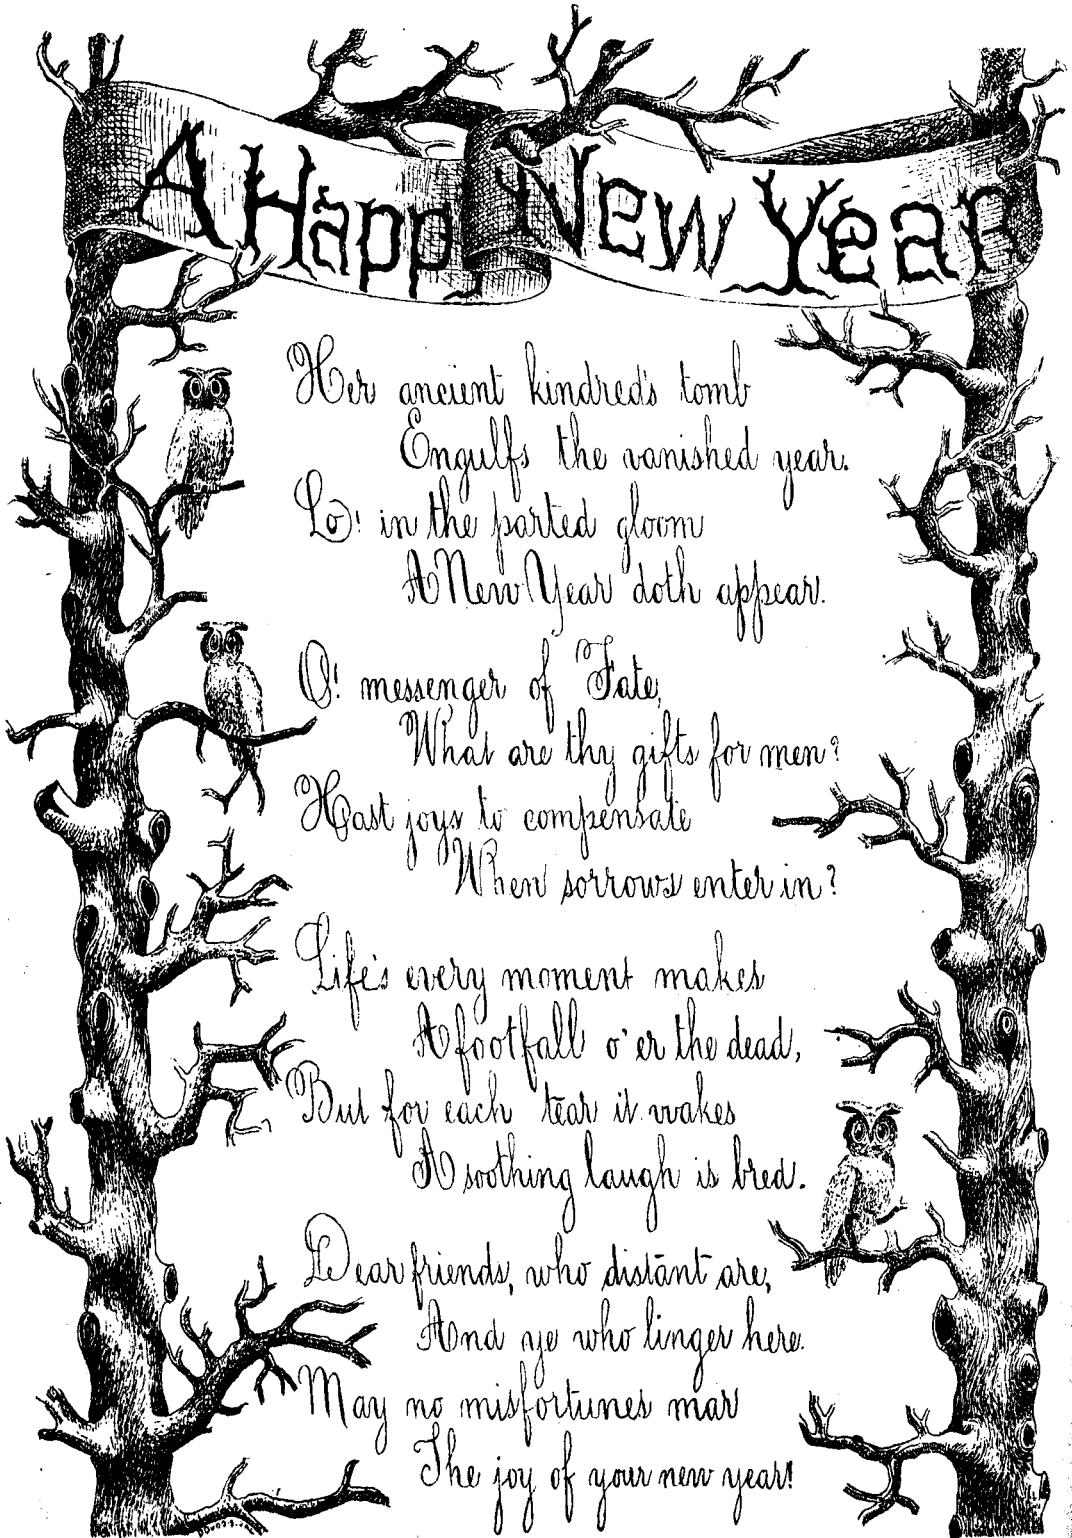 A Happy New Year
Her ancient kindred's tomb
Engulfs the vanished year.
Lo! in the parted gloom
A New Year doth appear.
O! messenger of Fate,
What are thy gifts for men?
Hast joys to compensate
When sorrows enter in?
Life's every moment makes
A footfall o'er the dead,
But for each tear it wakes
A soothing laugh is bred.
Dear friends, who distant are,
And ye who linger here.
May no misfortunes mar
The joy of your new year!